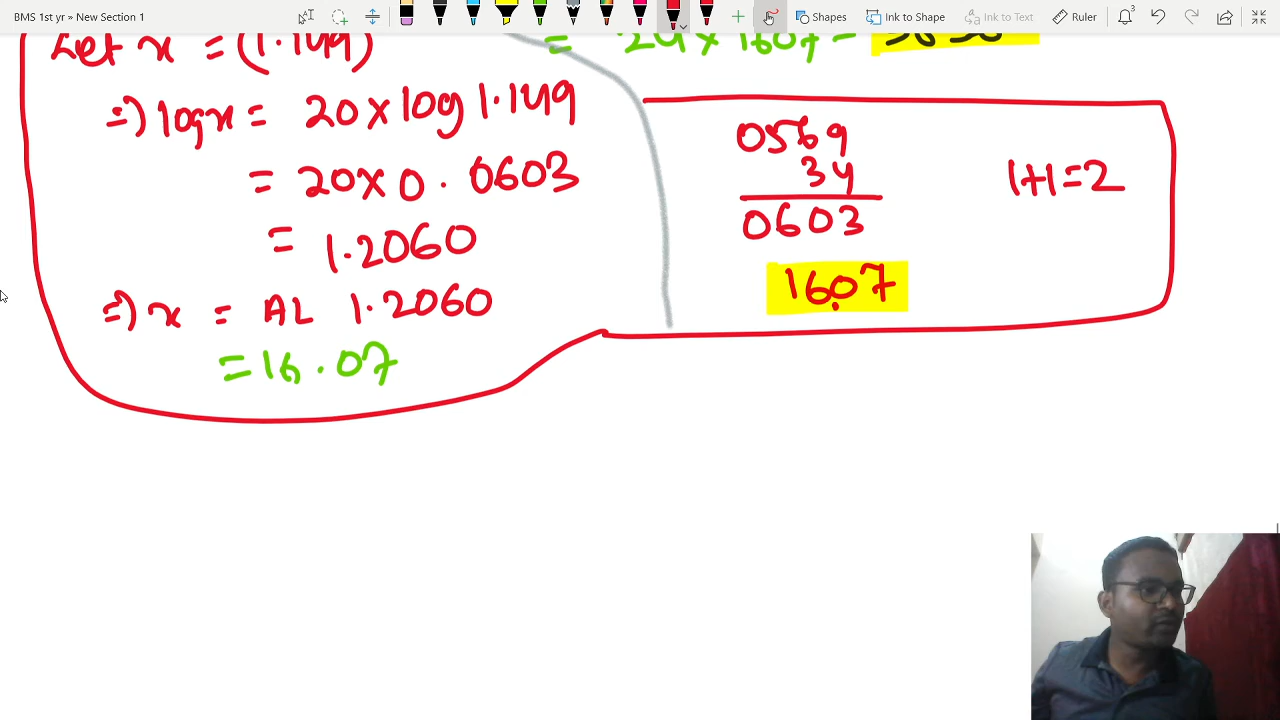 BMS 1st yr » New Section 1
Shapes Ink to Shape Ink to Text Ruler
Let x = (1.149)
=> log x = 20 x log 1.149
= 20 x 0.0603
= 1.2060
=> x = AL 1.2060
= 16.07
= 24 x 1607 =
0569
34
0603
1+1=2
1607